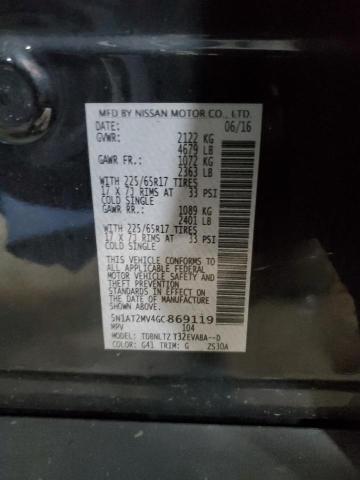 MFD BY NISSAN MOTOR CO., LTD.
DATE: 06/16
GVWR: 2122 KG
4679 LB
GAWR FR.: 1072 KG
2363 LB
WITH 225/65R17 TIRES
17 X 7J RIMS AT 33 PSI
COLD SINGLE
GAWR RR.: 1089 KG
2401 LB
WITH 225/65R17 TIRES
17 X 7J RIMS AT 33 PSI
COLD SINGLE
THIS VEHICLE CONFORMS TO
ALL APPLICABLE FEDERAL
MOTOR VEHICLE SAFETY AND
THEFT PREVENTION
STANDARDS IN EFFECT ON
THE DATE OF MANUFACTURE
SHOWN ABOVE.
5N1AT2MV4GC869119
MPV 104
MODEL: TDBNLTZ T32EVABA--D
COLOR: G41 TRIM: G ZS30A